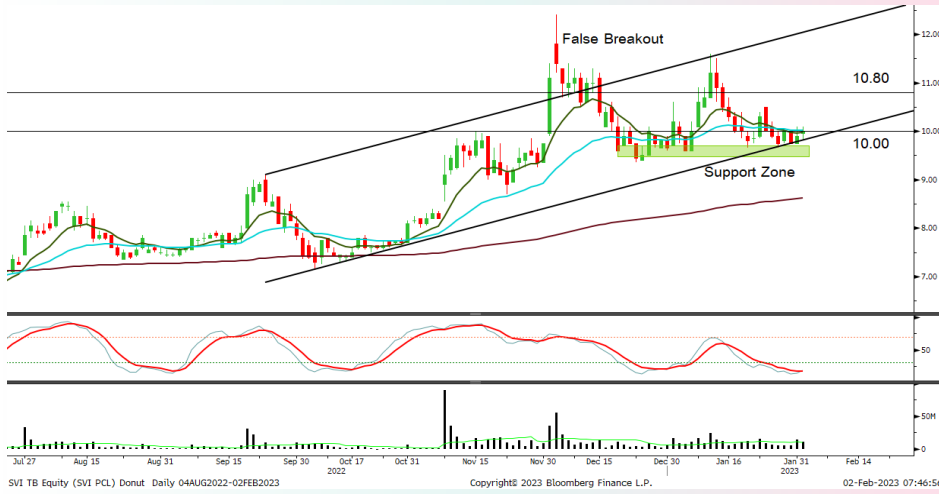 False Breakout
12.00
11.00
10.80
10.00
10.00
Support Zone
9.00
8.00
7.00
50
50M
0
Jul 27 Aug 15 Aug 31 Sep 15 Sep 30 Oct 17 Oct 31 Nov 15 Nov 30 Dec 15 Dec 30 Jan 16 Jan 31 Feb 14
2022 2023
SVI TB Equity (SVI PCL) Donut Daily 04AUG2022-02FEB2023 Copyright© 2023 Bloomberg Finance L.P. 02-Feb-2023 07:46:56